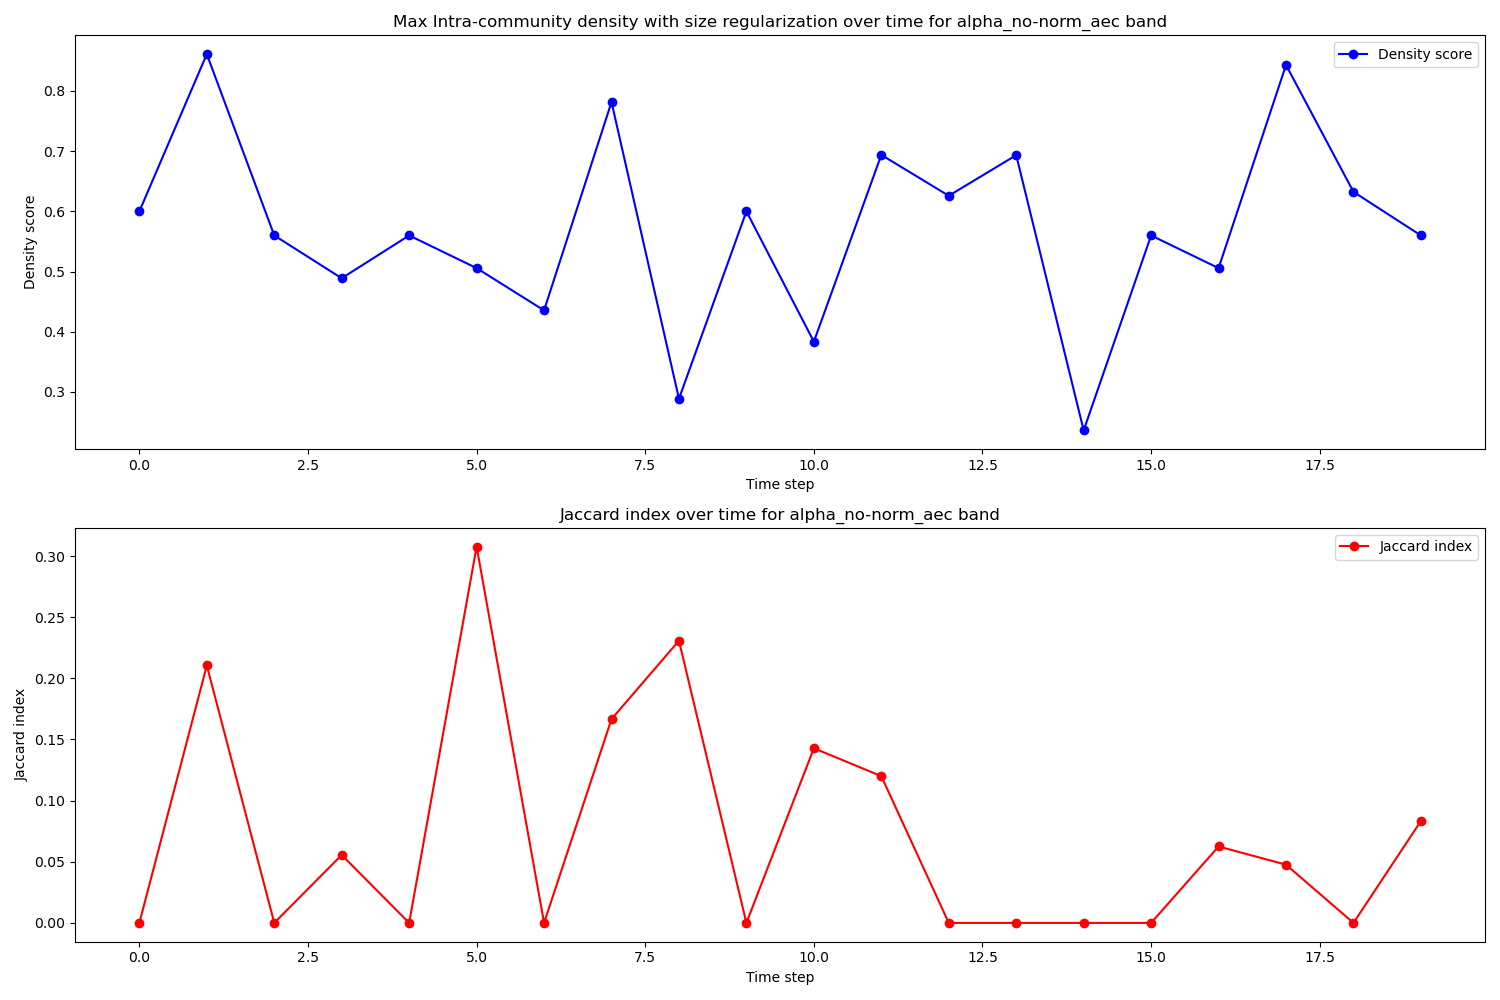 Max Intra-community density with size regularization over time for alpha_no-norm_aec band
Density score
Density score
0.8
0.7
0.6
0.5
0.4
0.3
0.0 2.5 5.0 7.5 10.0 12.5 15.0 17.5
Time step
Jaccard index over time for alpha_no-norm_aec band
Jaccard index
Jaccard index
0.30
0.25
0.20
0.15
0.10
0.05
0.00
0.0 2.5 5.0 7.5 10.0 12.5 15.0 17.5
Time step